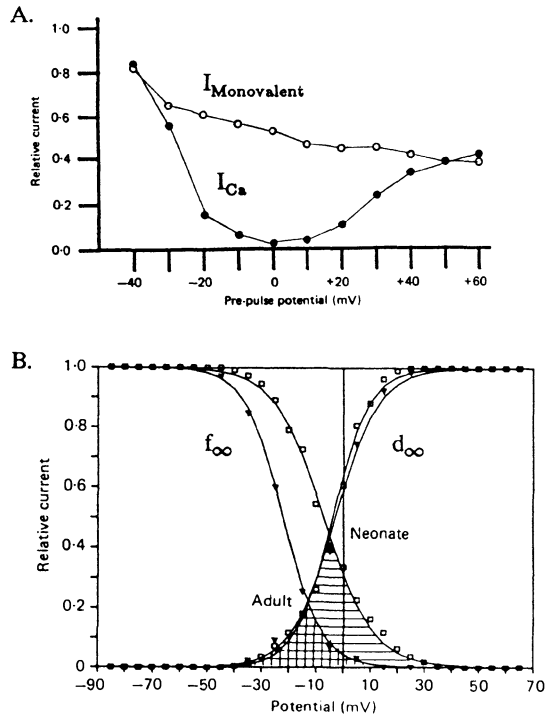 A.
1·0
0·8
0·6
0·4
0·2
0·0
Relative current
I Monovalent
I Ca
−40
−20
0
+20
+40
+60
Pre-pulse potential (mV)
B.
1·0
0·8
0·6
0·4
0·2
0
Relative current
f∞
d∞
Neonate
Adult
−90
−70
−50
−30
−10
10
30
50
70
Potential (mV)